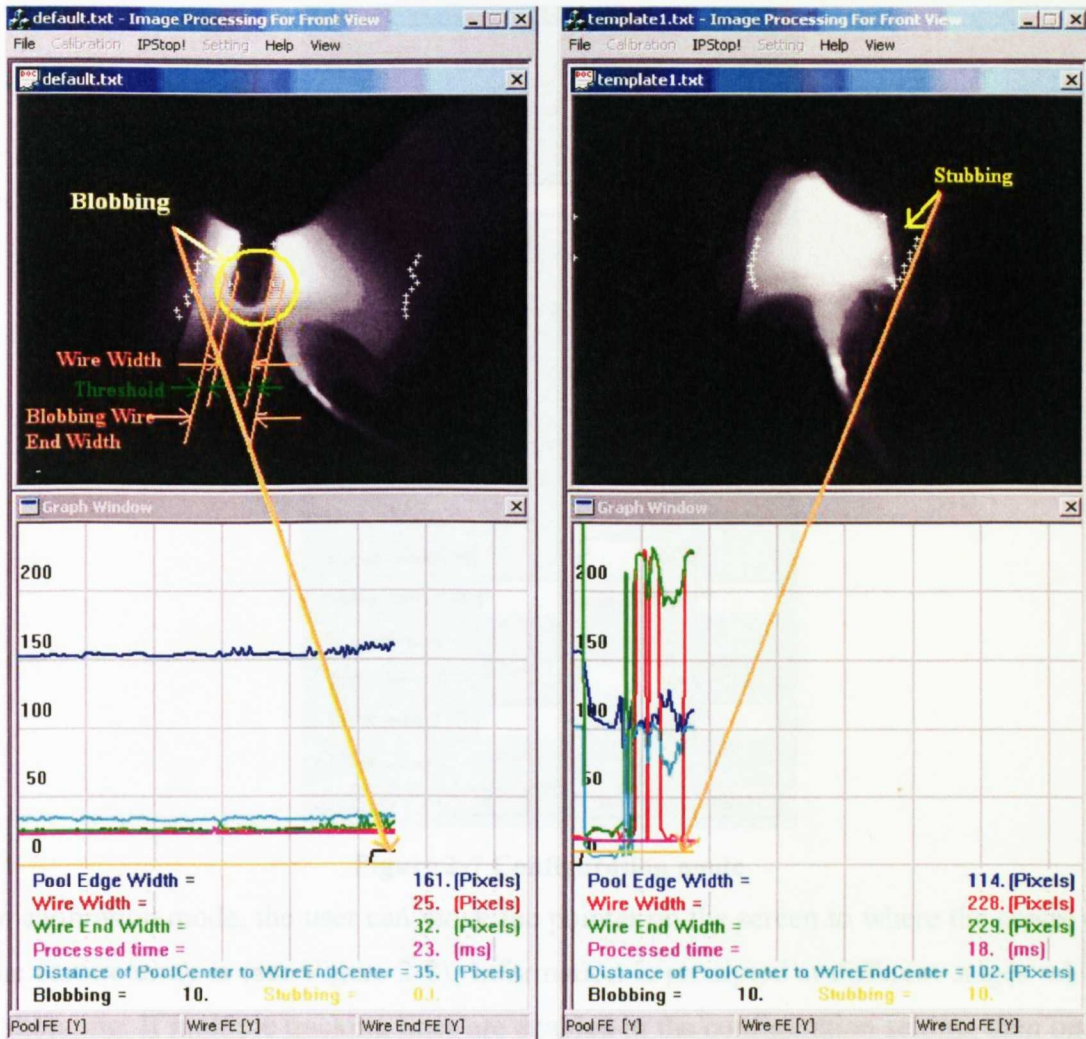 default.txt - Image Processing For Front View
File Calibration IPStop! Setting Help View
default.txt
Blobbing
Wire Width
Threshold
Blobbing Wire
End Width
Graph Window
200
150
100
50
0
Pool Edge Width = 161. (Pixels)
Wire Width = 25. (Pixels)
Wire End Width = 32. (Pixels)
Processed time = 23. (ms)
Distance of PoolCenter to WireEndCenter = 35. (Pixels)
Blobbing = 10. Stubbing =
Pool FE [Y] Wire FE [Y] Wire End FE [Y]
template1.txt - Image Processing For Front View
File Calibration IPStop! Setting Help View
template1.txt
Stubbing
Graph Window
200
150
100
50
0
Pool Edge Width = 114. (Pixels)
Wire Width = 228. (Pixels)
Wire End Width = 229. (Pixels)
Processed time = 18. (ms)
Distance of PoolCenter to WireEndCenter = 102. (Pixels)
Blobbing = 10. Stubbing = 10.
Pool FE [Y] Wire FE [Y] Wire End FE [Y]